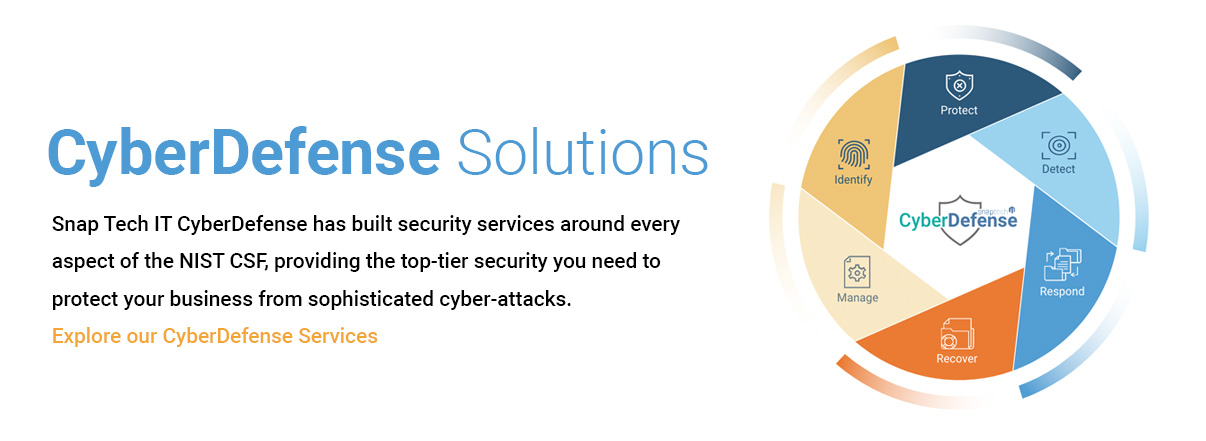 CyberDefense Solutions
Snap Tech IT CyberDefense has built security services around every
aspect of the NIST CSF, providing the top-tier security you need to
protect your business from sophisticated cyber-attacks.
Explore our CyberDefense Services
Protect
Detect
Identify
snaptech it
CyberDefense
Respond
Manage
Recover